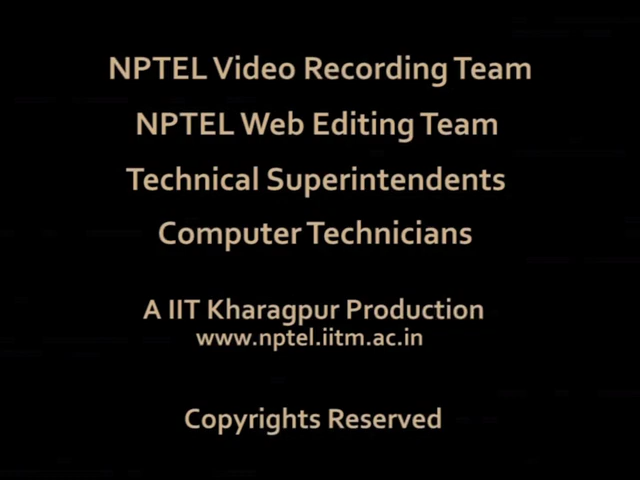 NPTEL Video Recording Team
NPTEL Web Editing Team
Technical Superintendents
Computer Technicians
A IIT Kharagpur Production
www.nptel.iitm.ac.in
Copyrights Reserved